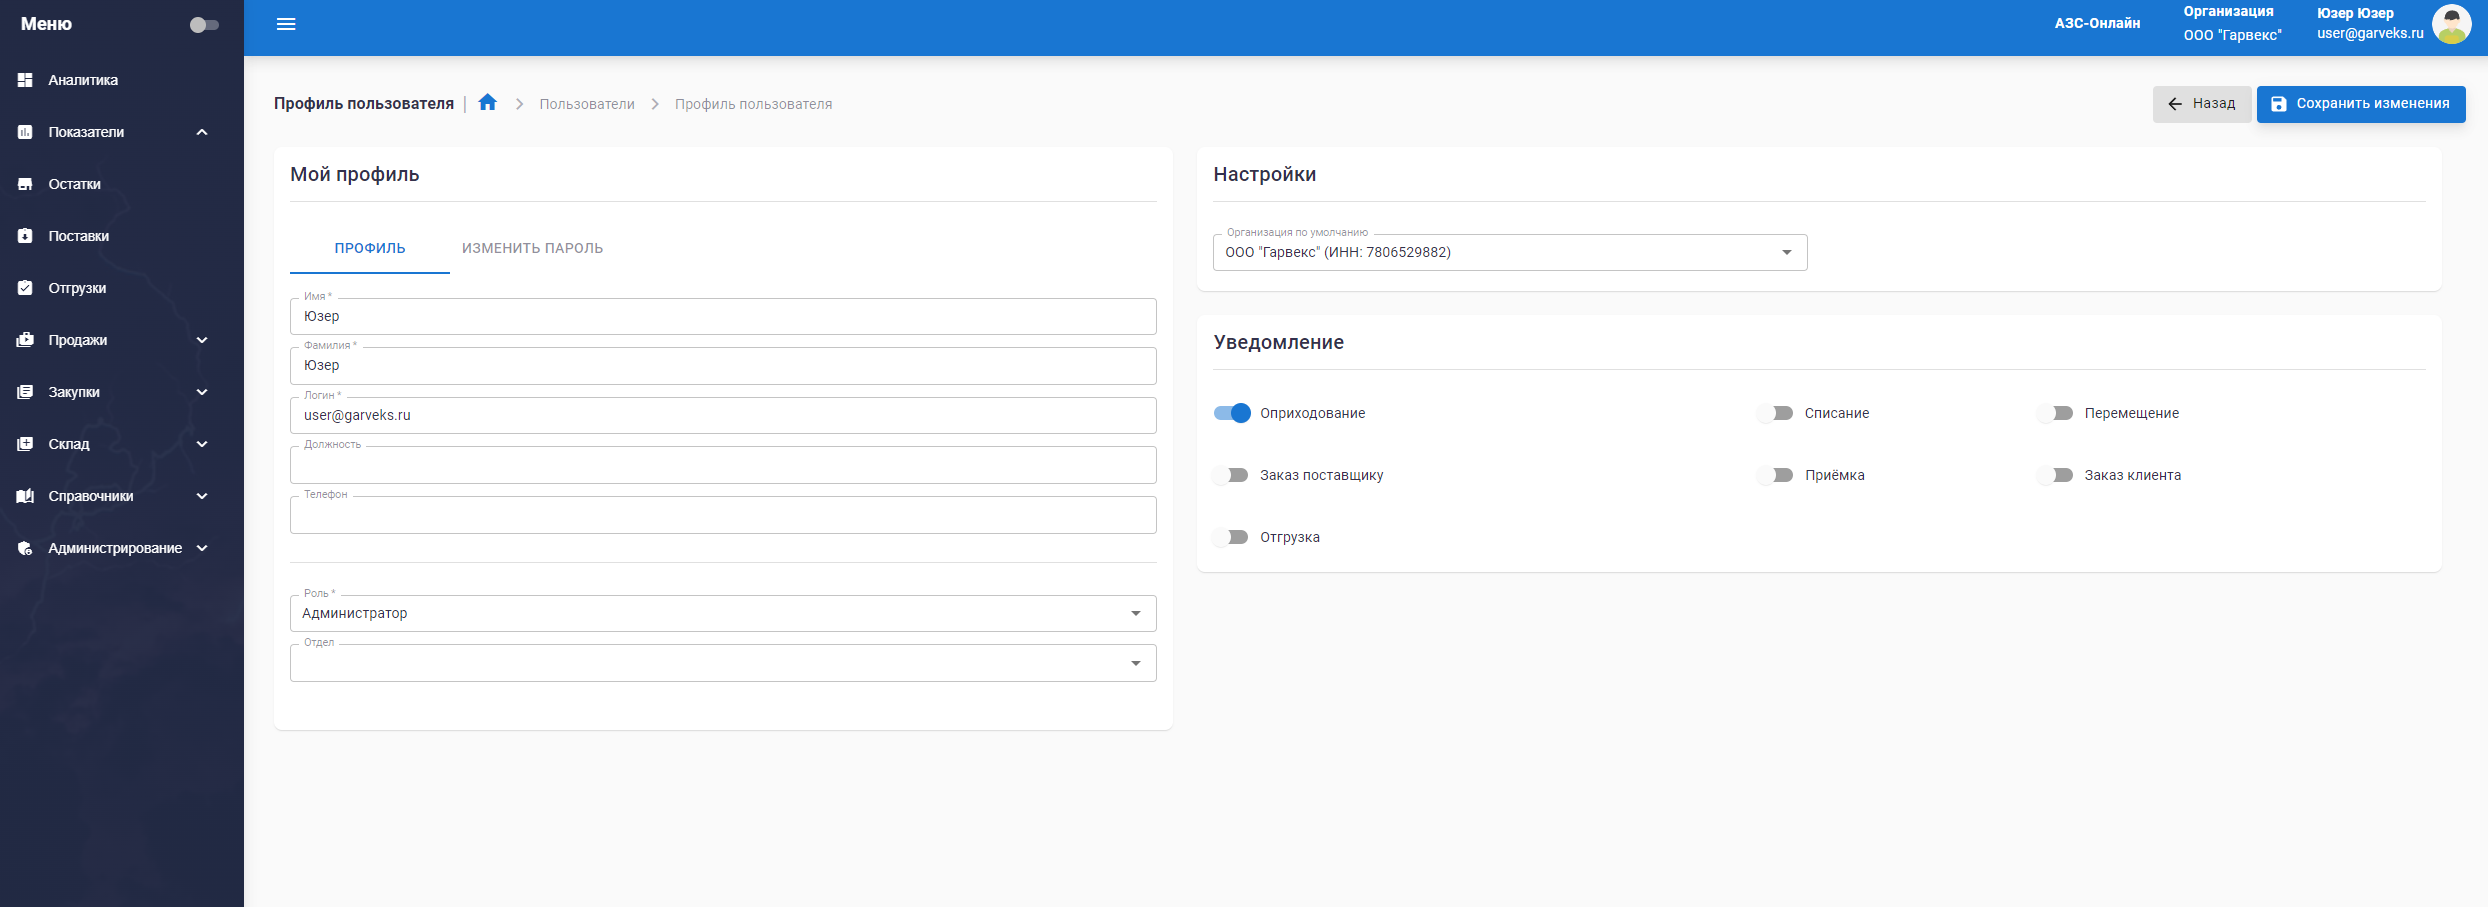 Меню
Аналитика
Показатели
Остатки
Поставки
Отгрузки
Продажи
Закупки
Склад
Справочники
Администрирование
АЗС-Онлайн
Организация
ООО "Гарвекс"
Юзер Юзер
user@garveks.ru
Профиль пользователя | Пользователи Профиль пользователя
Назад
Сохранить изменения
Мой профиль
ПРОФИЛЬ ИЗМЕНИТЬ ПАРОЛЬ
Имя *
Юзер
Фамилия *
Юзер
Логин *
user@garveks.ru
Должность
Телефон
Роль *
Администратор
Отдел
Настройки
Организация по умолчанию
ООО "Гарвекс" (ИНН: 7806529882)
Уведомление
Оприходование Списание Перемещение
Заказ поставщику Приёмка Заказ клиента
Отгрузка